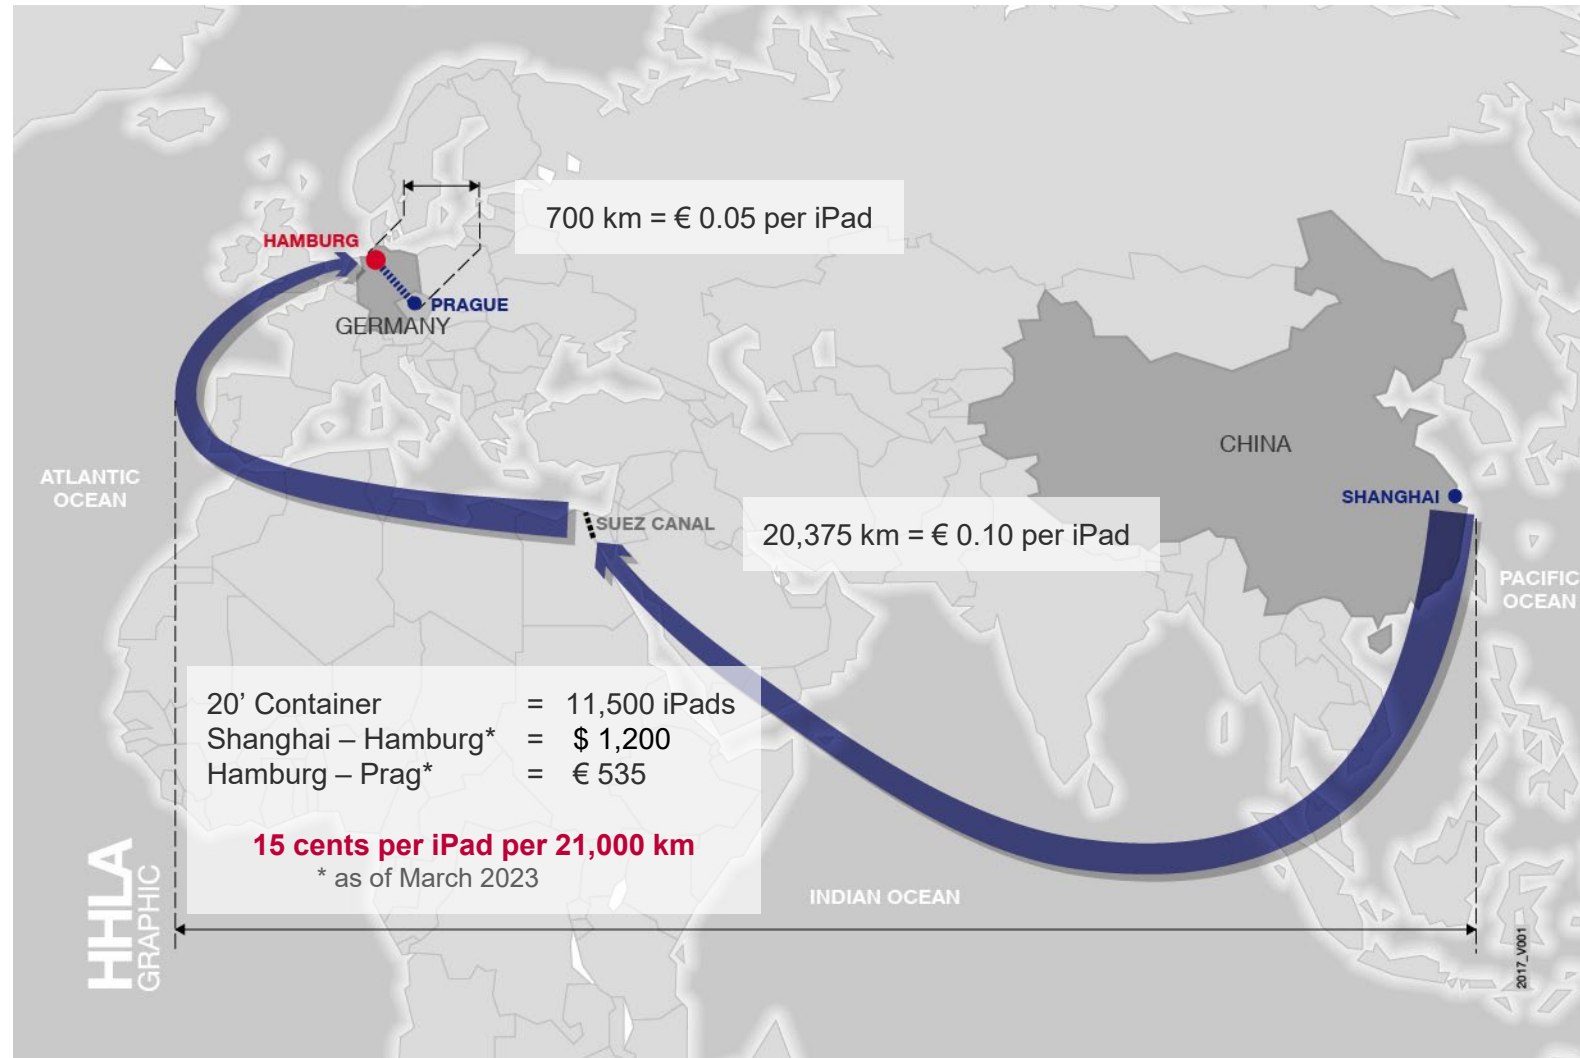 700 km = € 0.05 per iPad
HAMBURG
PRAGUE
GERMANY
CHINA
ATLANTIC
OCEAN
SHANGHAI
SUEZ CANAL
20,375 km = € 0.10 per iPad
PACIFIC
OCEAN
20’ Container = 11,500 iPads
Shanghai – Hamburg* = $ 1,200
Hamburg – Prag* = € 535
15 cents per iPad per 21,000 km
* as of March 2023
INDIAN OCEAN
HHLA
GRAPHIC
2017_V001